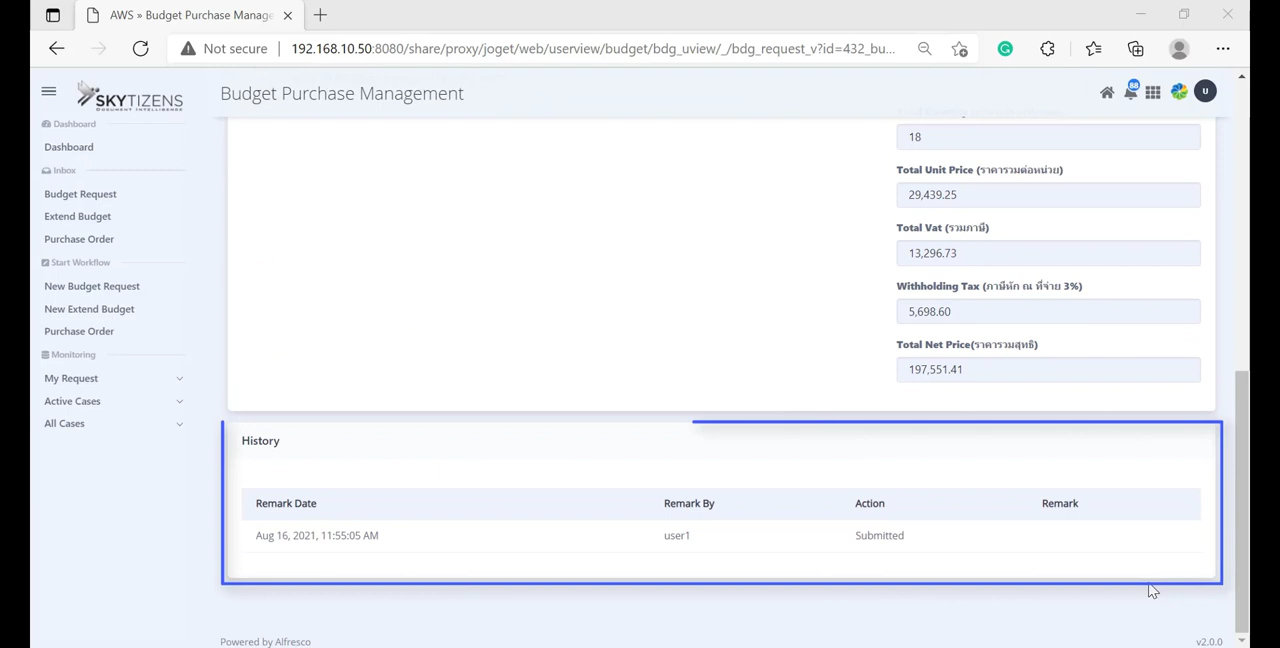 AWS » Budget Purchase Manage
Not secure
192.168.10.50:8080/share/proxy/joget/web/userview/budget/bdg_uview/_/bdg_request_v?id=432_bu...
SKYTIZENS
DOCUMENT INTELLIGENCE
Budget Purchase Management
88
U
Dashboard
Dashboard
Inbox
Budget Request
Extend Budget
Purchase Order
Start Workflow
New Budget Request
New Extend Budget
Purchase Order
Monitoring
My Request
Active Cases
All Cases
18
Total Unit Price (ราคารวมต่อหน่วย)
29,439.25
Total Vat (รวมภาษี)
13,296.73
Withholding Tax (ภาษีหัก ณ ที่จ่าย 3%)
5,698.60
Total Net Price(ราคารวมสุทธิ)
197,551.41
History
Remark Date Remark By Action Remark
Aug 16, 2021, 11:55:05 AM user1 Submitted
Powered by Alfresco
v2.0.0